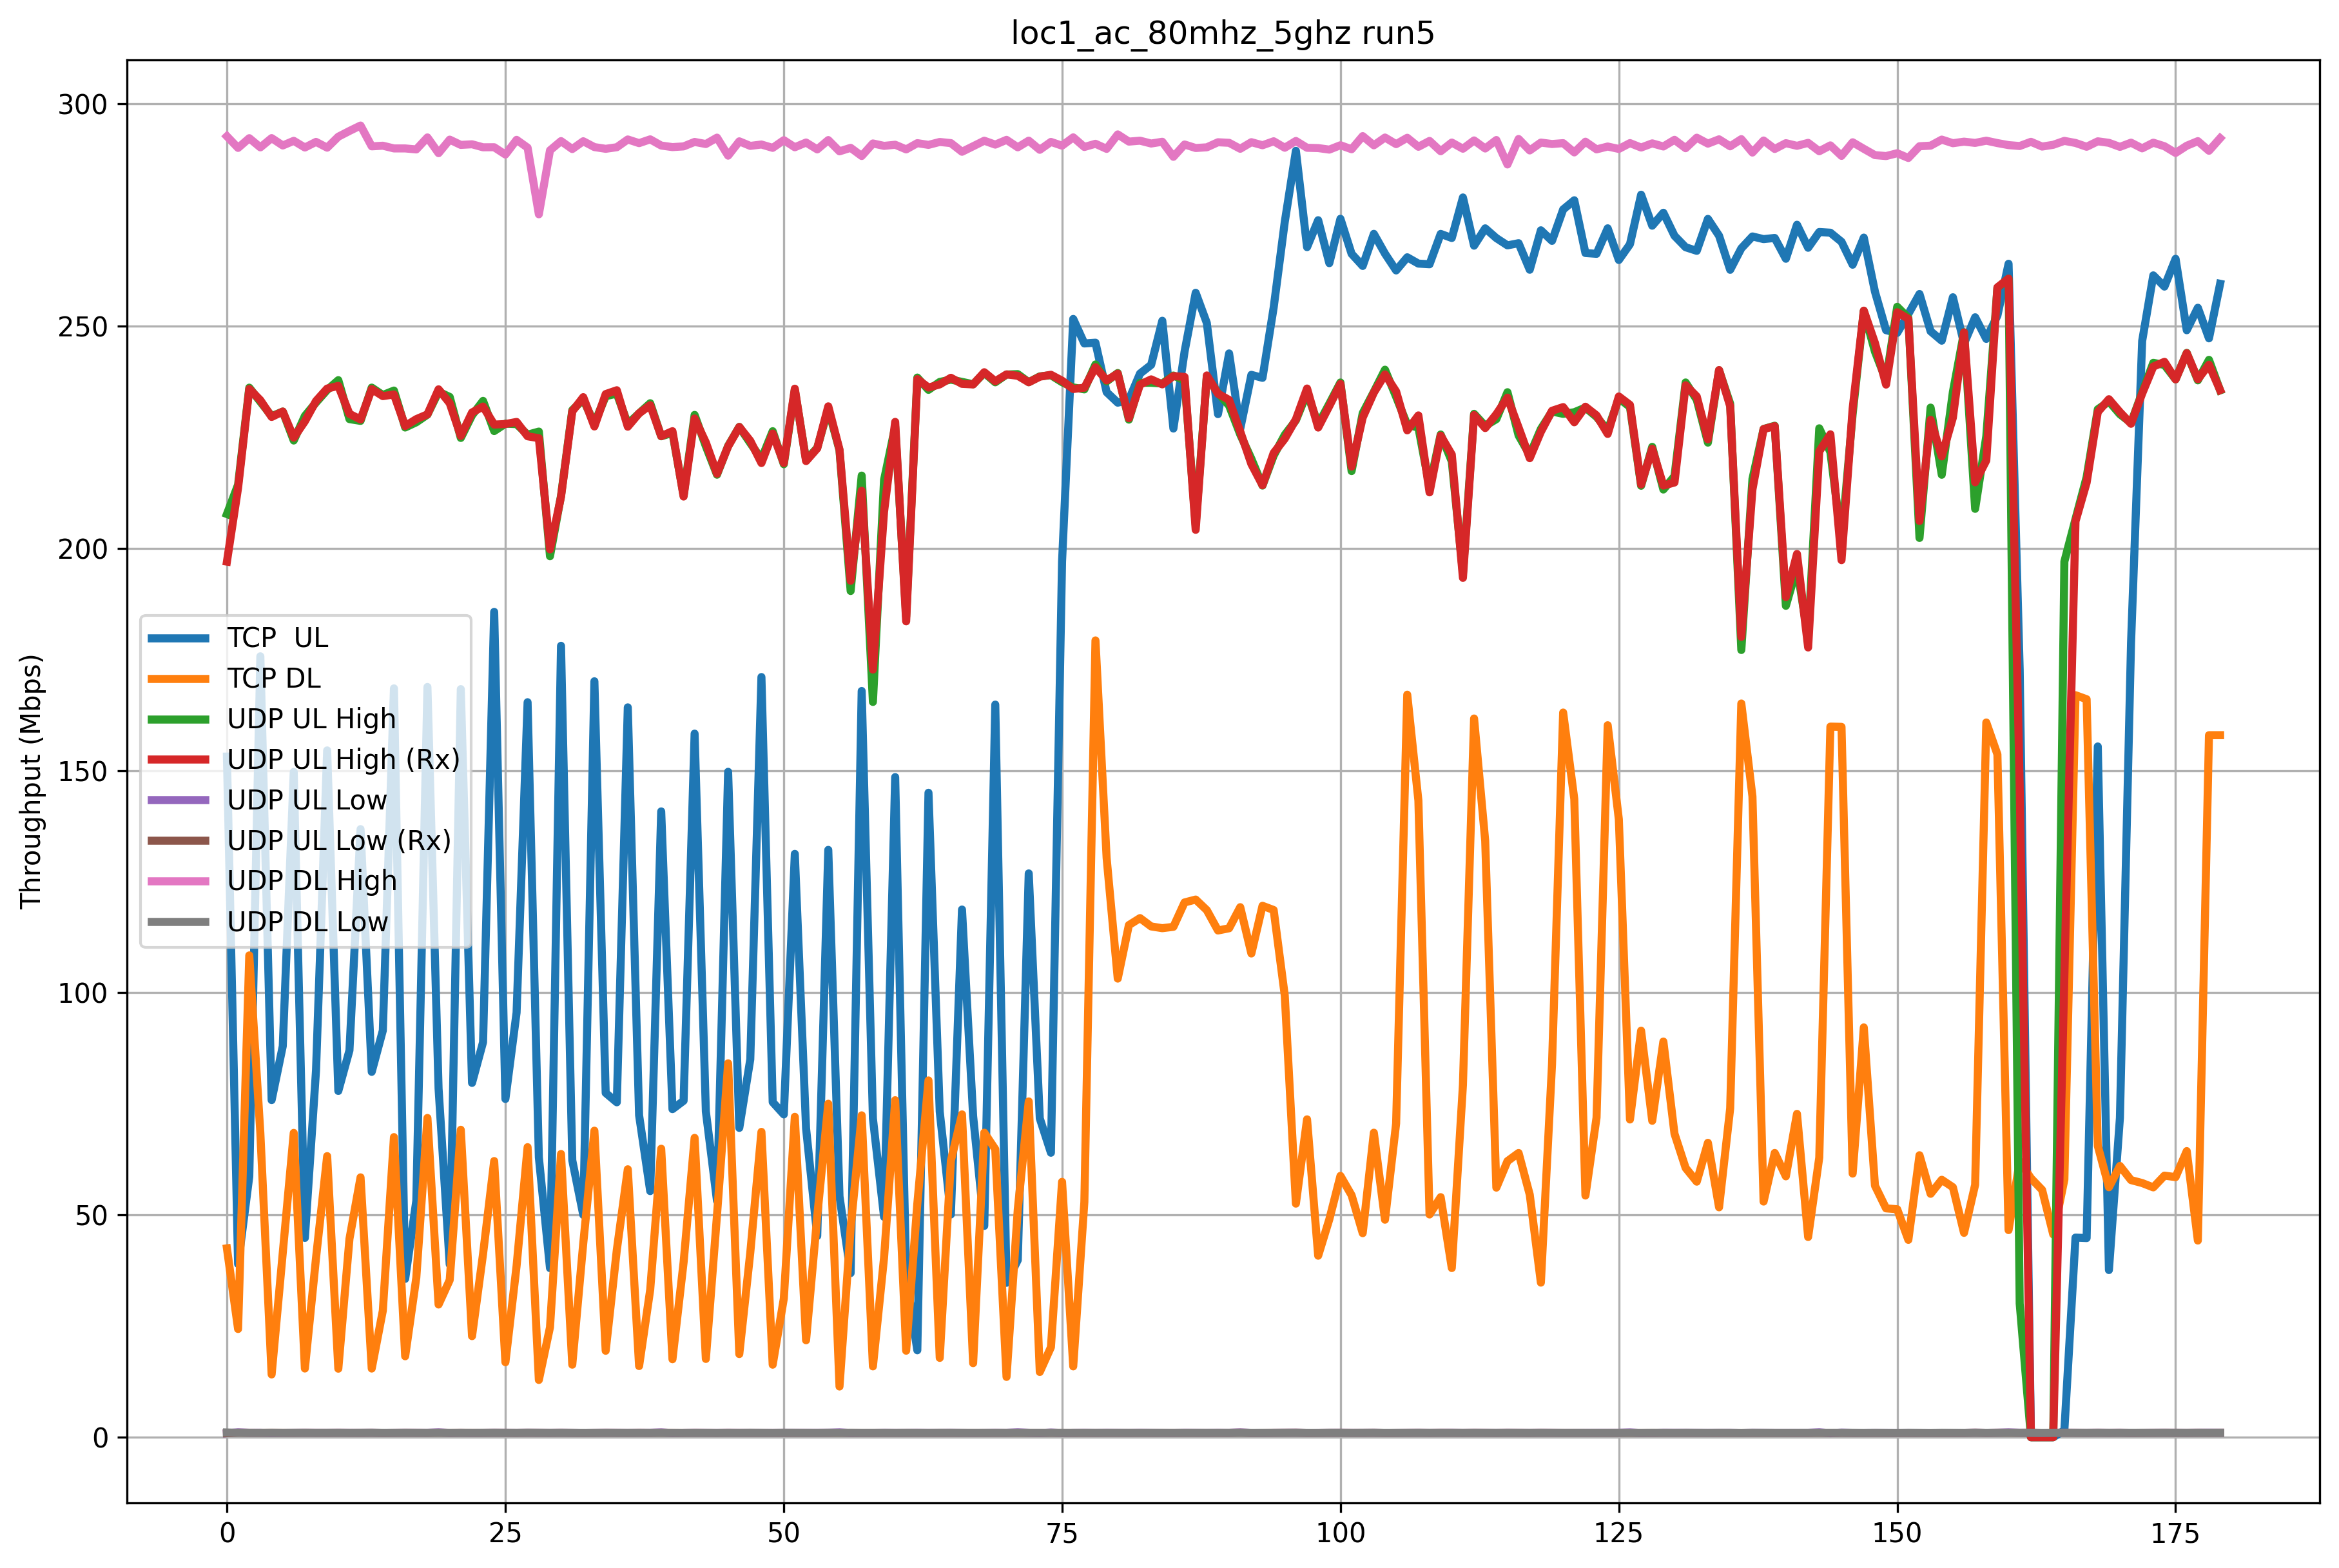 loc1_ac_80mhz_5ghz run5
Throughput (Mbps)
300
250
200
150
100
50
0
TCP  UL
TCP DL
UDP UL High
UDP UL High (Rx)
UDP UL Low
UDP UL Low (Rx)
UDP DL High
UDP DL Low
0 25 50 75 100 125 150 175